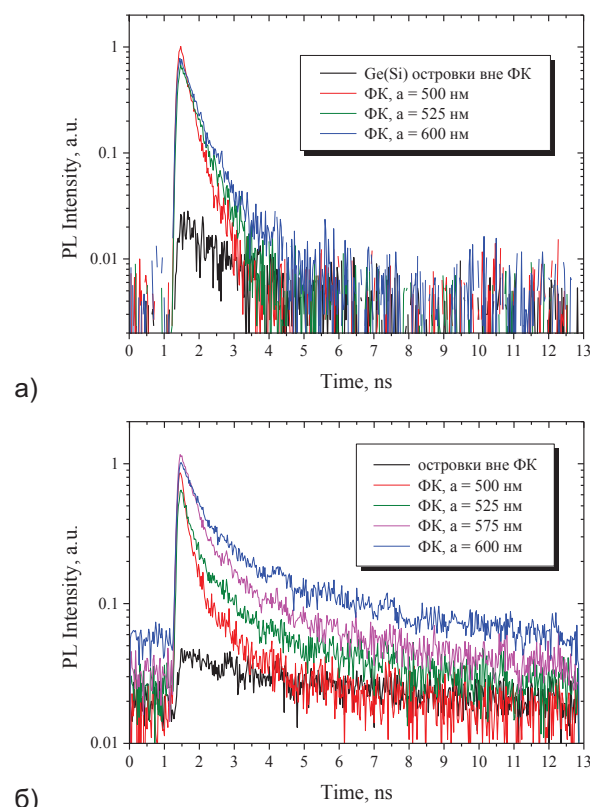 1
0.1
0.01
PL Intensity, a.u.
Ge(Si) островки вне ФК
ФК, a = 500 нм
ФК, a = 525 нм
ФК, a = 600 нм
0 1 2 3 4 5 6 7 8 9 10 11 12 13
Time, ns
а)
1
0.1
0.01
PL Intensity, a.u.
островки вне ФК
ФК, a = 500 нм
ФК, a = 525 нм
ФК, a = 575 нм
ФК, a = 600 нм
0 1 2 3 4 5 6 7 8 9 10 11 12 13
Time, ns
б)